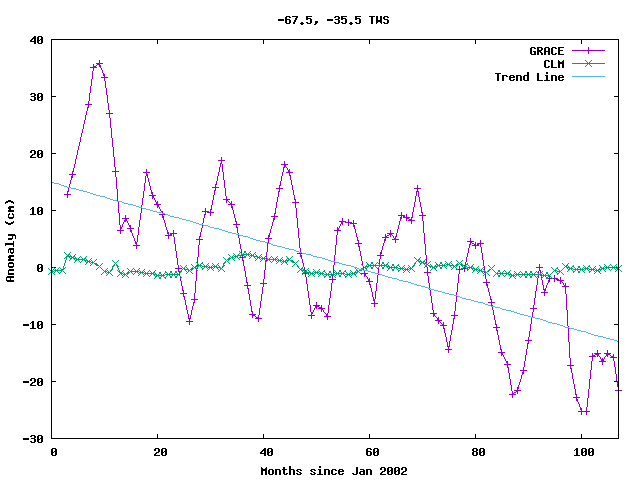 -67.5, -35.5 TWS
GRACE
CLM
Trend Line
40
30
20
10
0
-10
-20
-30
Anomaly (cm)
0 20 40 60 80 100
Months since Jan 2002